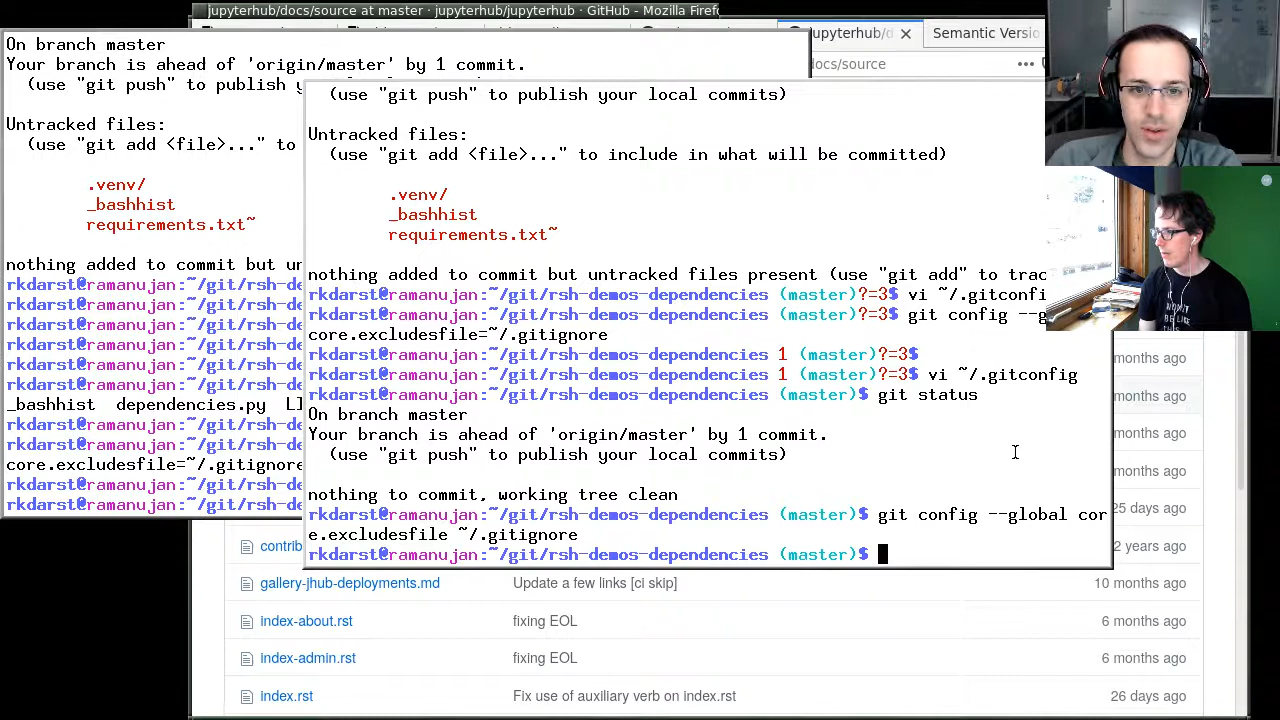 jupyterhub/docs/source at master · jupyterhub/jupyterhub · GitHub - Mozilla Firef
jupyterhub/d
Semantic Versio
docs/source
On branch master
Your branch is ahead of 'origin/master' by 1 commit.
(use "git push" to publish y
Untracked files:
(use "git add <file>..." to
.venv/
_bashhist
requirements.txt~
nothing added to commit but un
rkdarst@ramanujan:~/git/rsh-de
rkdarst@ramanujan:~/git/rsh-de
rkdarst@ramanujan:~/git/rsh-de
rkdarst@ramanujan:~/git/rsh-de
rkdarst@ramanujan:~/git/rsh-de
rkdarst@ramanujan:~/git/rsh-de
_bashhist dependencies.py LI
rkdarst@ramanujan:~/git/rsh-de
rkdarst@ramanujan:~/git/rsh-de
core.excludesfile=~/.gitignore
rkdarst@ramanujan:~/git/rsh-de
rkdarst@ramanujan:~/git/rsh-de
(use "git push" to publish your local commits)
Untracked files:
(use "git add <file>..." to include in what will be committed)
.venv/
_bashhist
requirements.txt~
nothing added to commit but untracked files present (use "git add" to trac
rkdarst@ramanujan:~/git/rsh-demos-dependencies (master)?=3$ vi ~/.gitconfi
rkdarst@ramanujan:~/git/rsh-demos-dependencies (master)?=3$ git config --g
core.excludesfile=~/.gitignore
rkdarst@ramanujan:~/git/rsh-demos-dependencies 1 (master)?=3$
rkdarst@ramanujan:~/git/rsh-demos-dependencies 1 (master)?=3$ vi ~/.gitconfig
rkdarst@ramanujan:~/git/rsh-demos-dependencies (master)$ git status
On branch master
Your branch is ahead of 'origin/master' by 1 commit.
(use "git push" to publish your local commits)
nothing to commit, working tree clean
rkdarst@ramanujan:~/git/rsh-demos-dependencies (master)$ git config --global cor
e.excludesfile ~/.gitignore
rkdarst@ramanujan:~/git/rsh-demos-dependencies (master)$
months ago
months ago
months ago
months ago
25 days ago
contrib 2 years ago
gallery-jhub-deployments.md Update a few links [ci skip] 10 months ago
index-about.rst fixing EOL 6 months ago
index-admin.rst fixing EOL 6 months ago
index.rst Fix use of auxiliary verb on index.rst 26 days ago